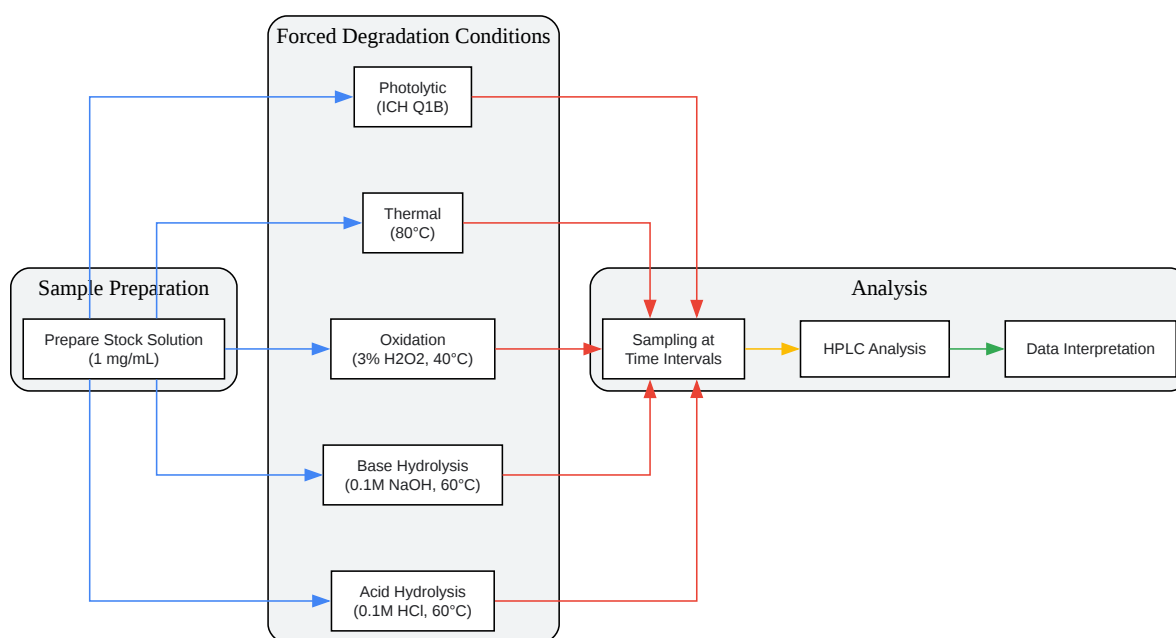 Forced Degradation Conditions
Photolytic
(ICH Q1B)
Thermal
(80°C)
Sample Preparation
Prepare Stock Solution
(1 mg/mL)
Oxidation
(3% H2O2, 40°C)
Base Hydrolysis
(0.1M NaOH, 60°C)
Acid Hydrolysis
(0.1M HCl, 60°C)
Analysis
Sampling at
Time Intervals
HPLC Analysis
Data Interpretation